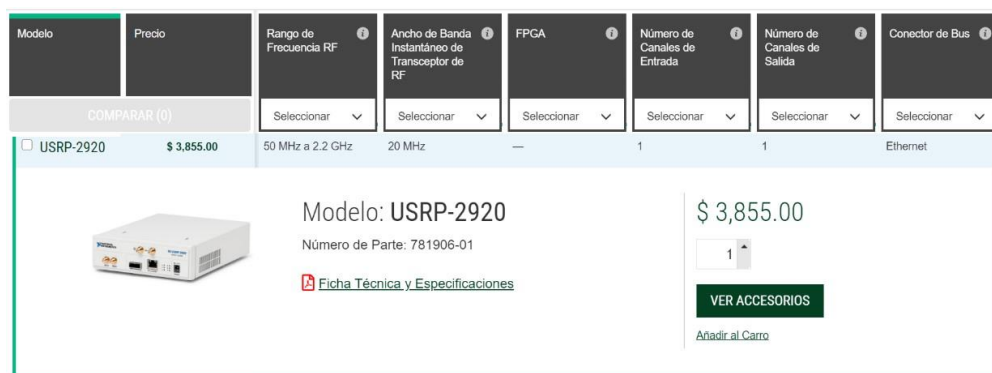 Modelo
Precio
Rango de
Frecuencia RF
Ancho de Banda
Instantáneo de
Transceptor de
RF
FPGA
Número de
Canales de
Entrada
Número de
Canales de
Salida
Conector de Bus
COMPARAR (0)
Seleccionar
Seleccionar
Seleccionar
Seleccionar
Seleccionar
Seleccionar
USRP-2920
$ 3,855.00
50 MHz a 2.2 GHz
20 MHz
—
1
1
Ethernet
Modelo: USRP-2920
Número de Parte: 781906-01
Ficha Técnica y Especificaciones
$ 3,855.00
1
VER ACCESORIOS
Añadir al Carro